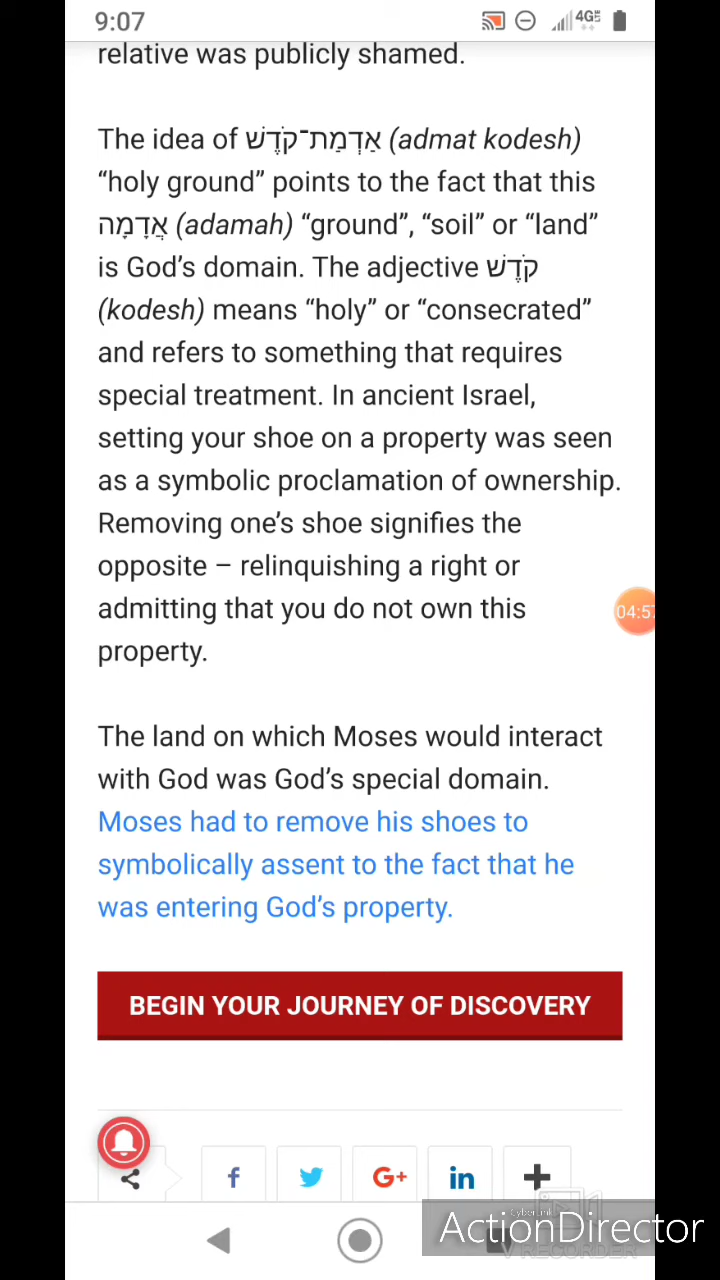 9:07
4G LTE
relative was publicly shamed.
The idea of אַדְמַת־קֹדֶשׁ (admat kodesh)
“holy ground” points to the fact that this
אֲדָמָה (adamah) “ground”, “soil” or “land”
is God’s domain. The adjective קֹדֶשׁ
(kodesh) means “holy” or “consecrated”
and refers to something that requires
special treatment. In ancient Israel,
setting your shoe on a property was seen
as a symbolic proclamation of ownership.
Removing one’s shoe signifies the
opposite – relinquishing a right or
admitting that you do not own this
property.
04:57
The land on which Moses would interact
with God was God’s special domain.
Moses had to remove his shoes to
symbolically assent to the fact that he
was entering God’s property.
BEGIN YOUR JOURNEY OF DISCOVERY
f
G+
in
CyberLink
ActionDirector
VRECORDER